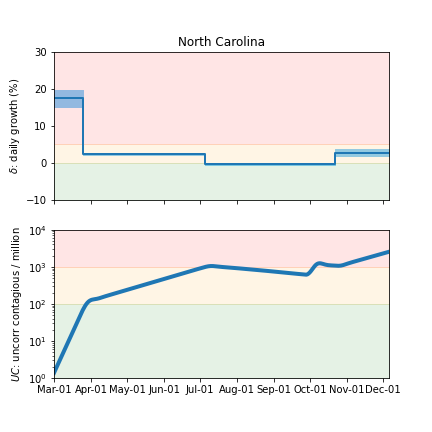 North Carolina
30
20
10
0
−10
δ: daily growth (%)
10⁴
10³
10²
10¹
10⁰
UC: uncorr contagious / million
Mar-01 Apr-01 May-01 Jun-01 Jul-01 Aug-01 Sep-01 Oct-01 Nov-01 Dec-01